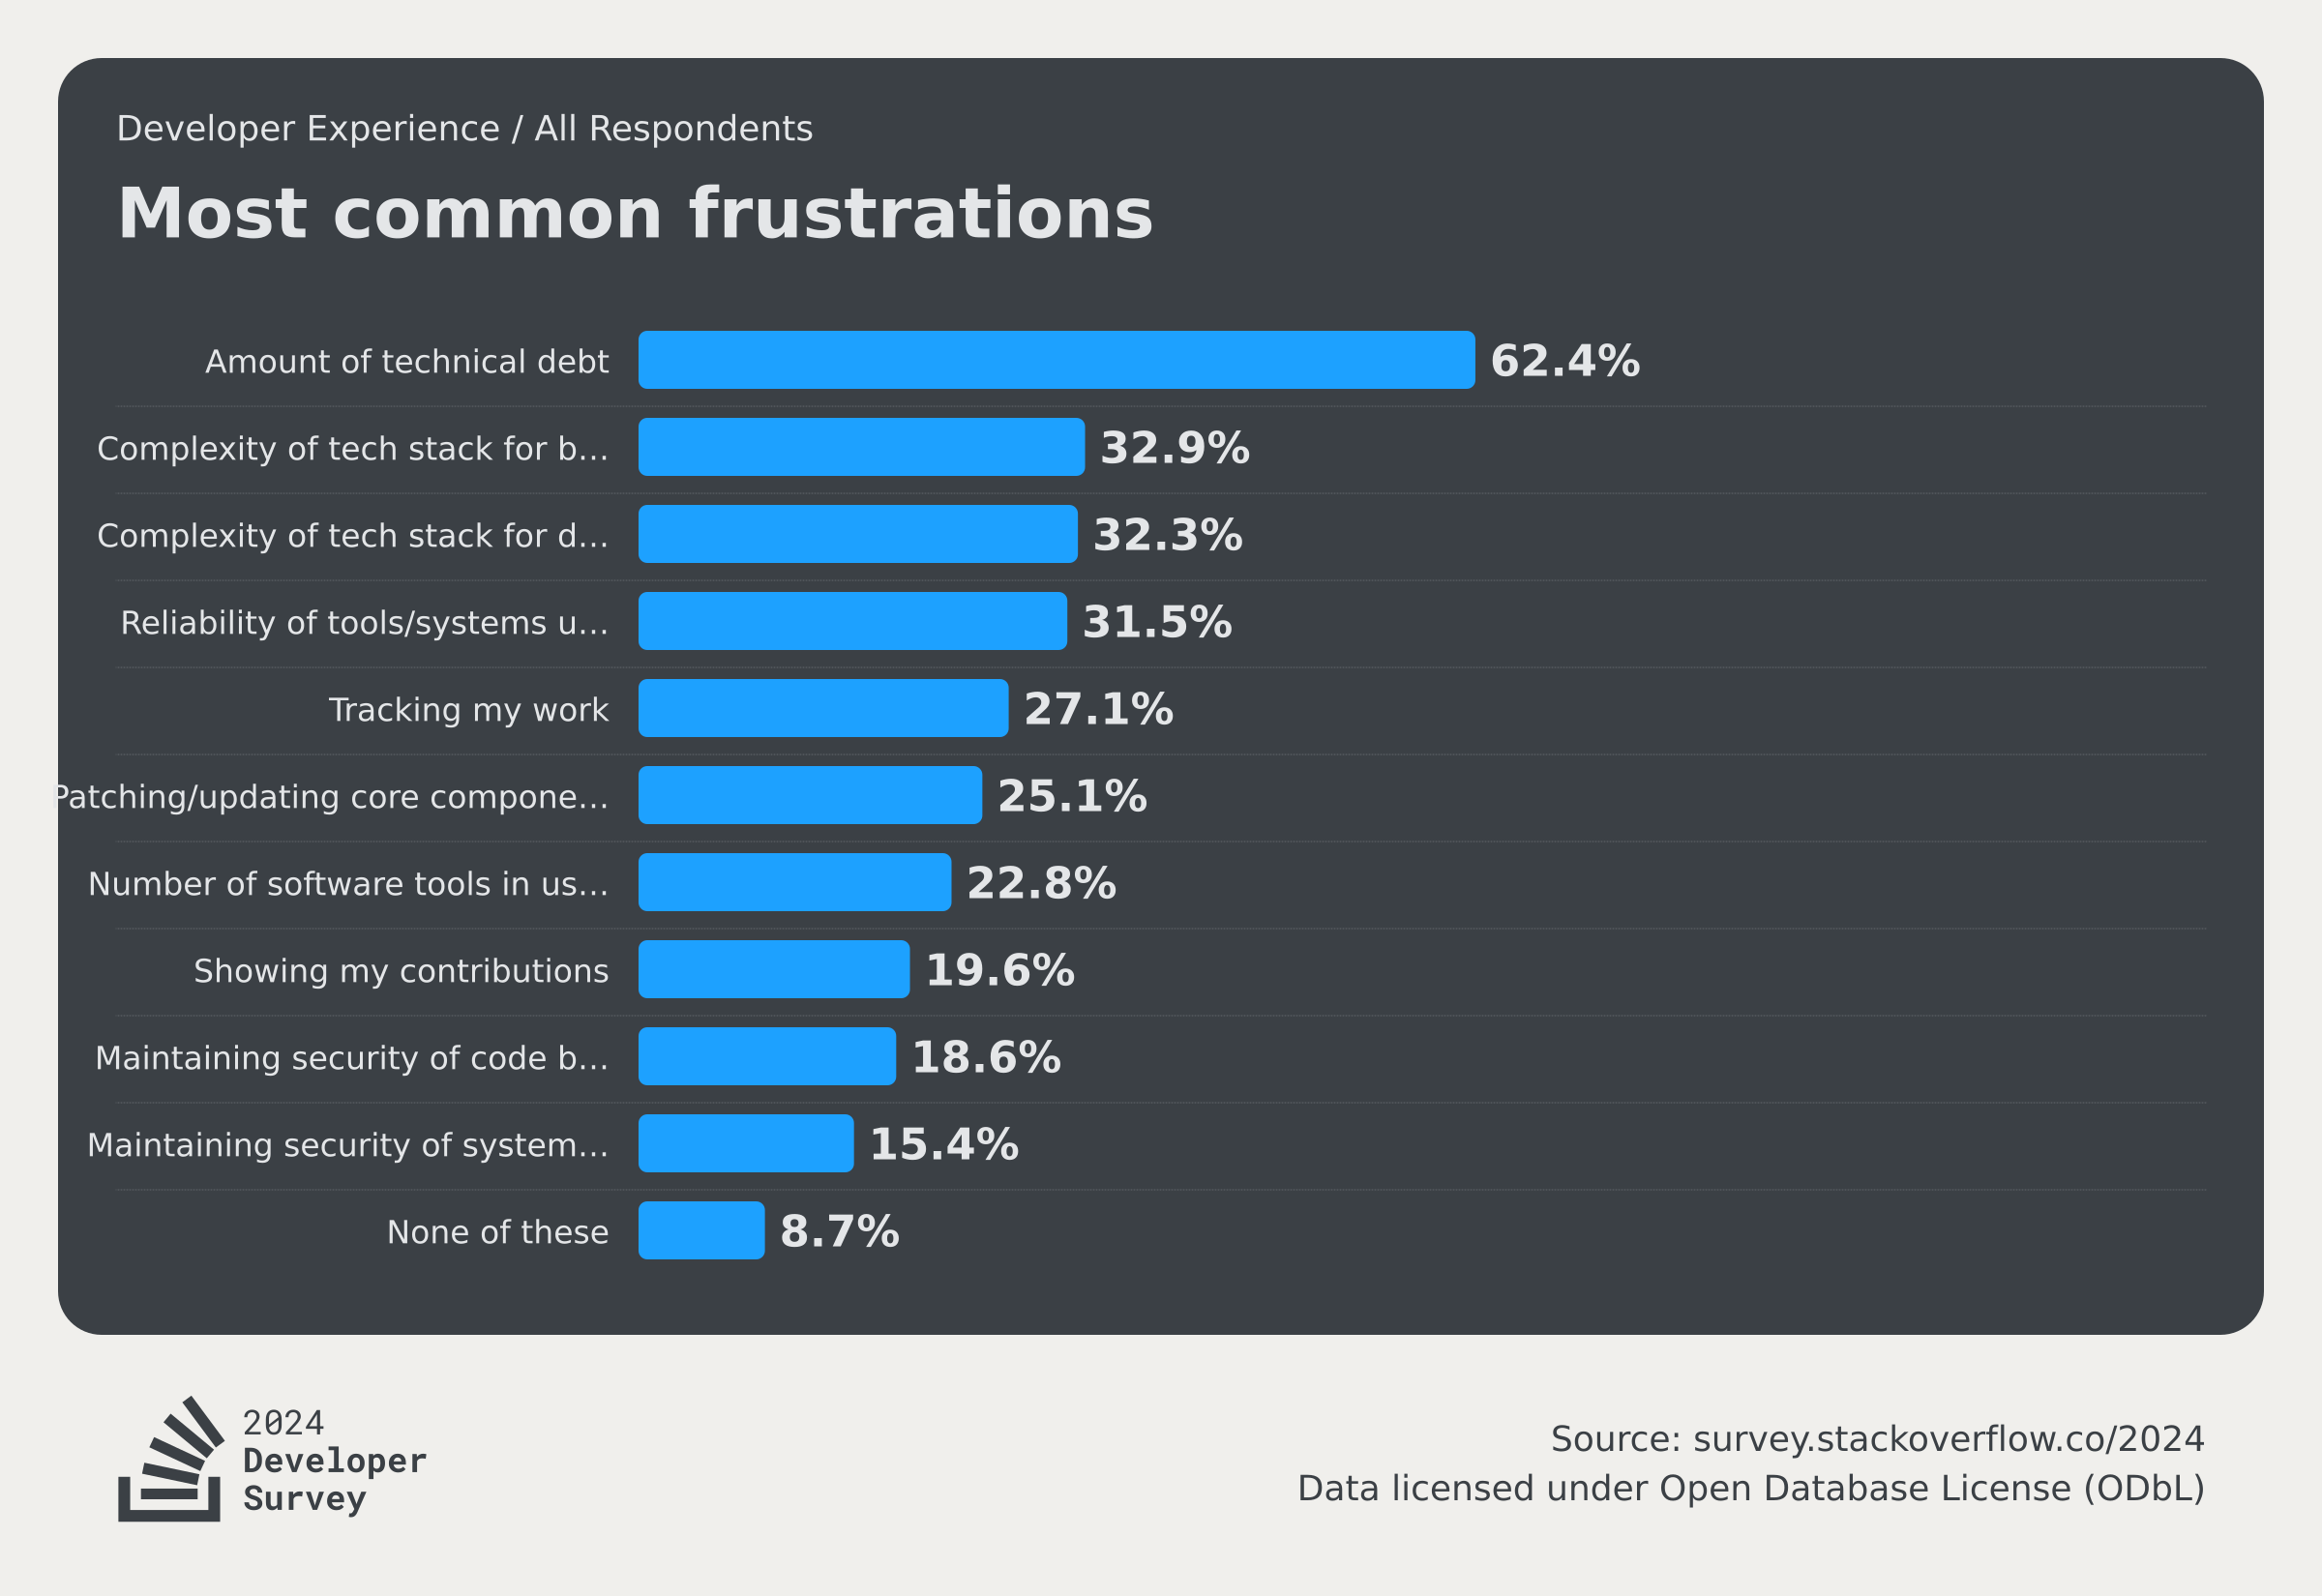 Developer Experience / All Respondents
Most common frustrations
Amount of technical debt 62.4%
Complexity of tech stack for b... 32.9%
Complexity of tech stack for d... 32.3%
Reliability of tools/systems u... 31.5%
Tracking my work 27.1%
Patching/updating core compone... 25.1%
Number of software tools in us... 22.8%
Showing my contributions 19.6%
Maintaining security of code b... 18.6%
Maintaining security of system... 15.4%
None of these 8.7%
2024
Developer
Survey
Source: survey.stackoverflow.co/2024
Data licensed under Open Database License (ODbL)